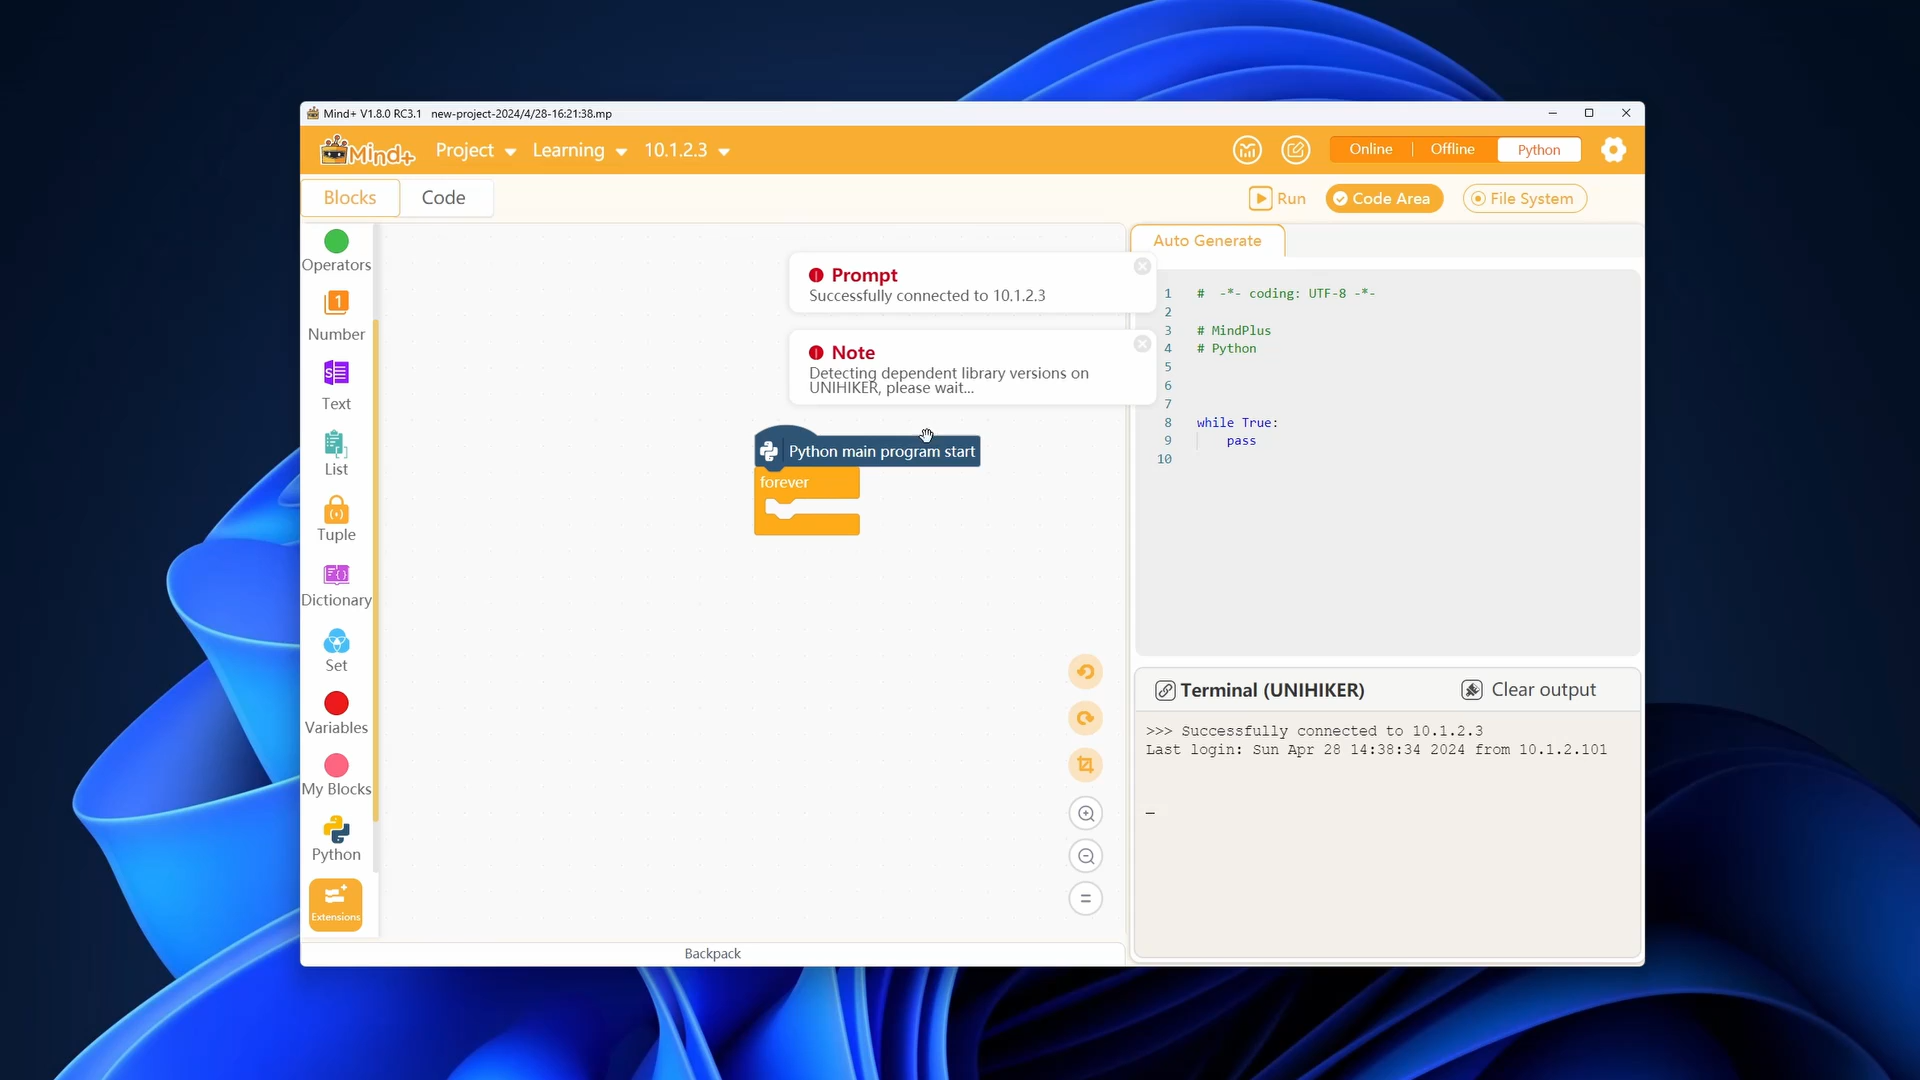 Mind+ V1.8.0 RC3.1 new-project-2024/4/28-16:21:38.mp
Mind+ Project Learning 10.1.2.3 Online Offline Python
Blocks Code Run Code Area File System
Operators
1
Number
S
Text
List
Tuple
Dictionary
Set
Variables
My Blocks
Python
Extensions
Prompt
Successfully connected to 10.1.2.3
Note
Detecting dependent library versions on
UNIHIKER, please wait...
Python main program start
forever
Backpack
Auto Generate
1 # -*- coding: UTF-8 -*-
2
3 # MindPlus
4 # Python
5
6
7
8 while True:
9 pass
10
Terminal (UNIHIKER) Clear output
>>> Successfully connected to 10.1.2.3
Last login: Sun Apr 28 14:38:34 2024 from 10.1.2.101
_